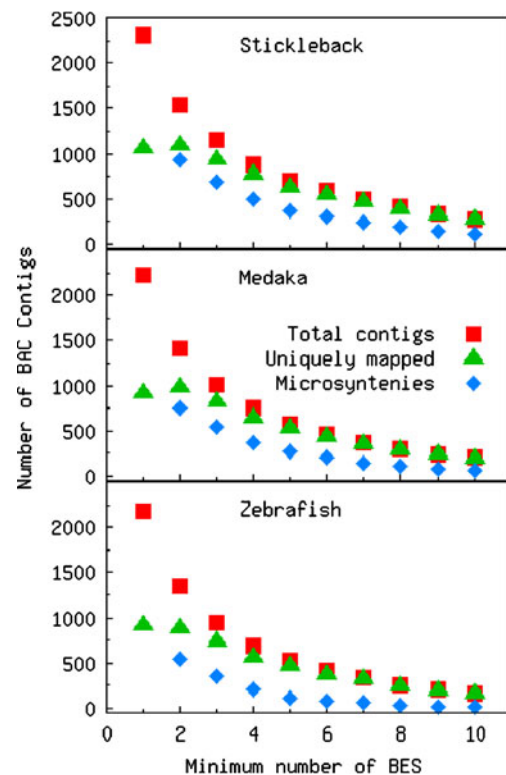 2500
Stickleback
2000
1500
1000
500
0
Medaka
2000
Total contigs
1500
Uniquely mapped
1000
Microsyntenies
500
0
Zebrafish
2000
1500
1000
500
0
0 2 4 6 8 10
Minimum number of BES
Number of BAC Contigs